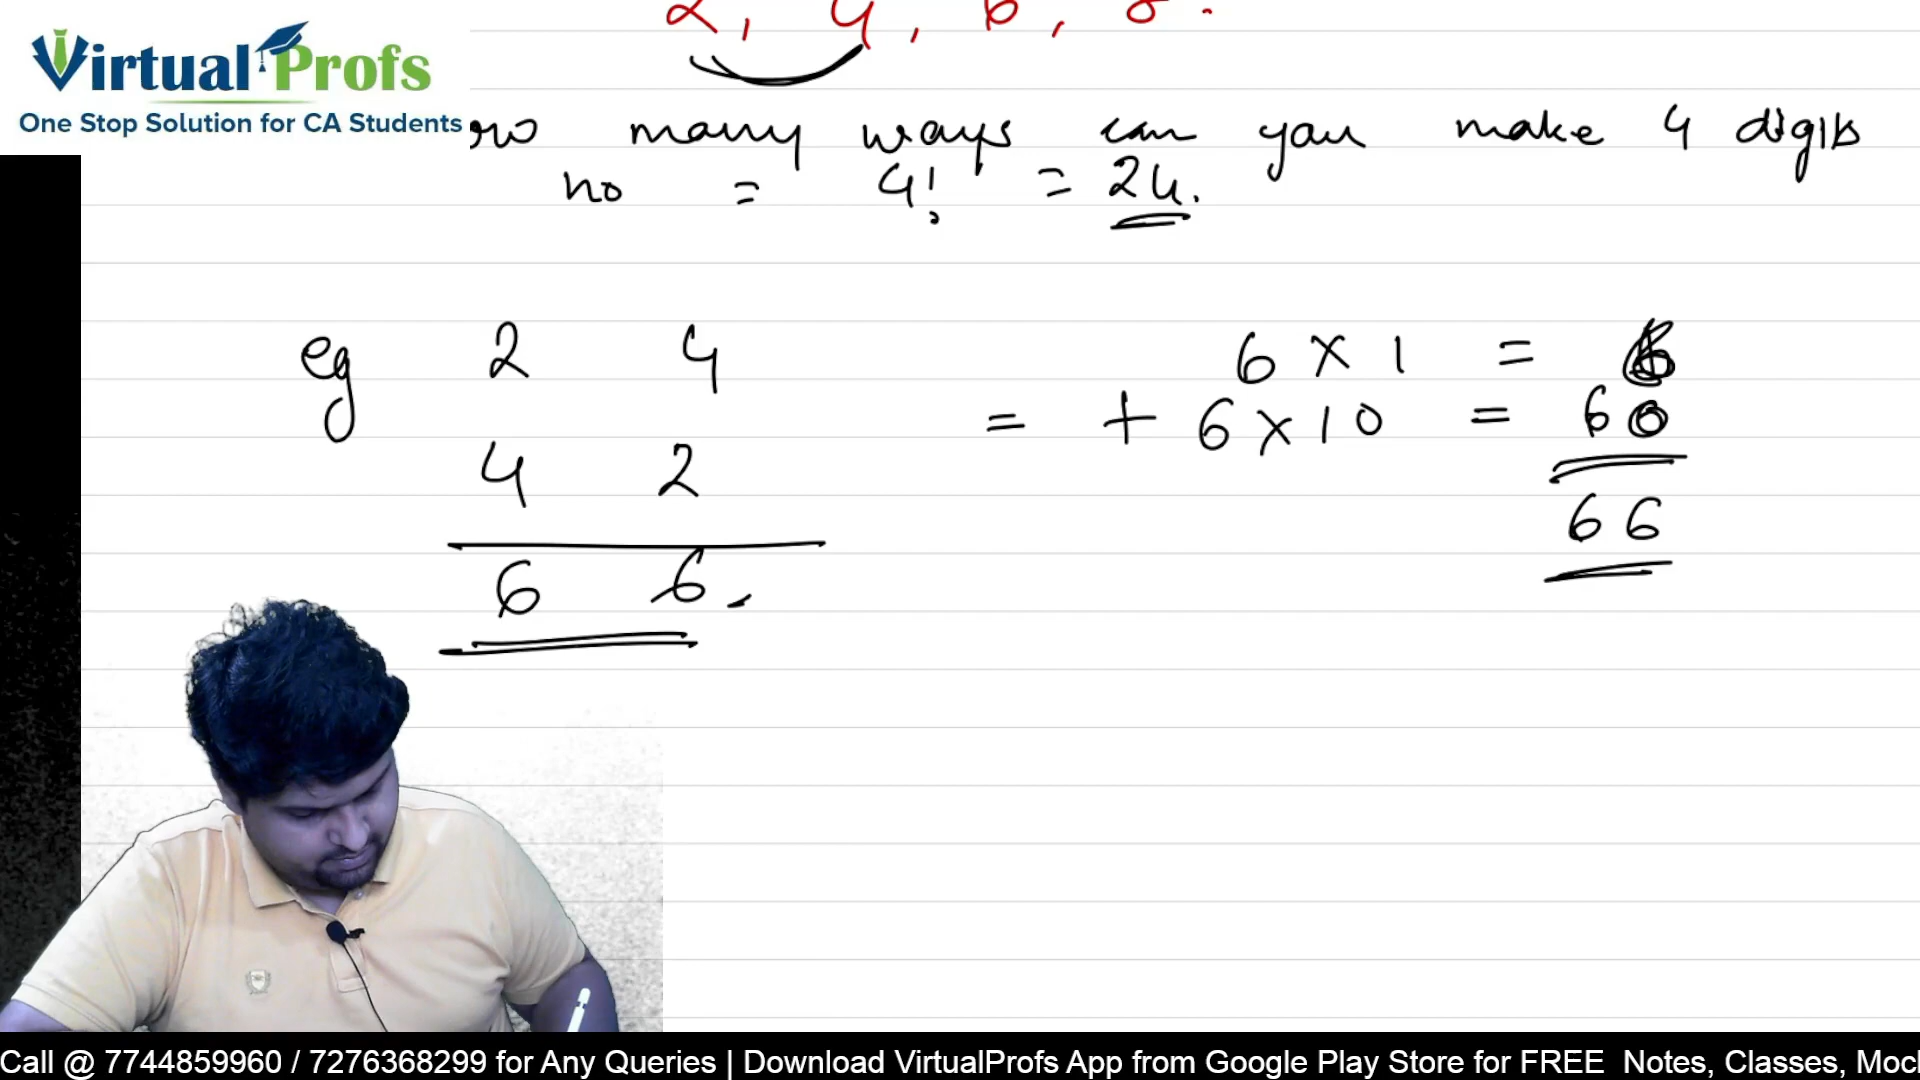 2, 4, 6, 8.
Virtual Profs
One Stop Solution for CA Students
many ways can you make 4 digits
no = 4! = 24.
eg 2 4
4 2
6 6.
6 × 1 = 6
= + 6 × 10 = 60
66
Call @ 7744859960 / 7276368299 for Any Queries | Download VirtualProfs App from Google Play Store for FREE Notes, Classes, Moc